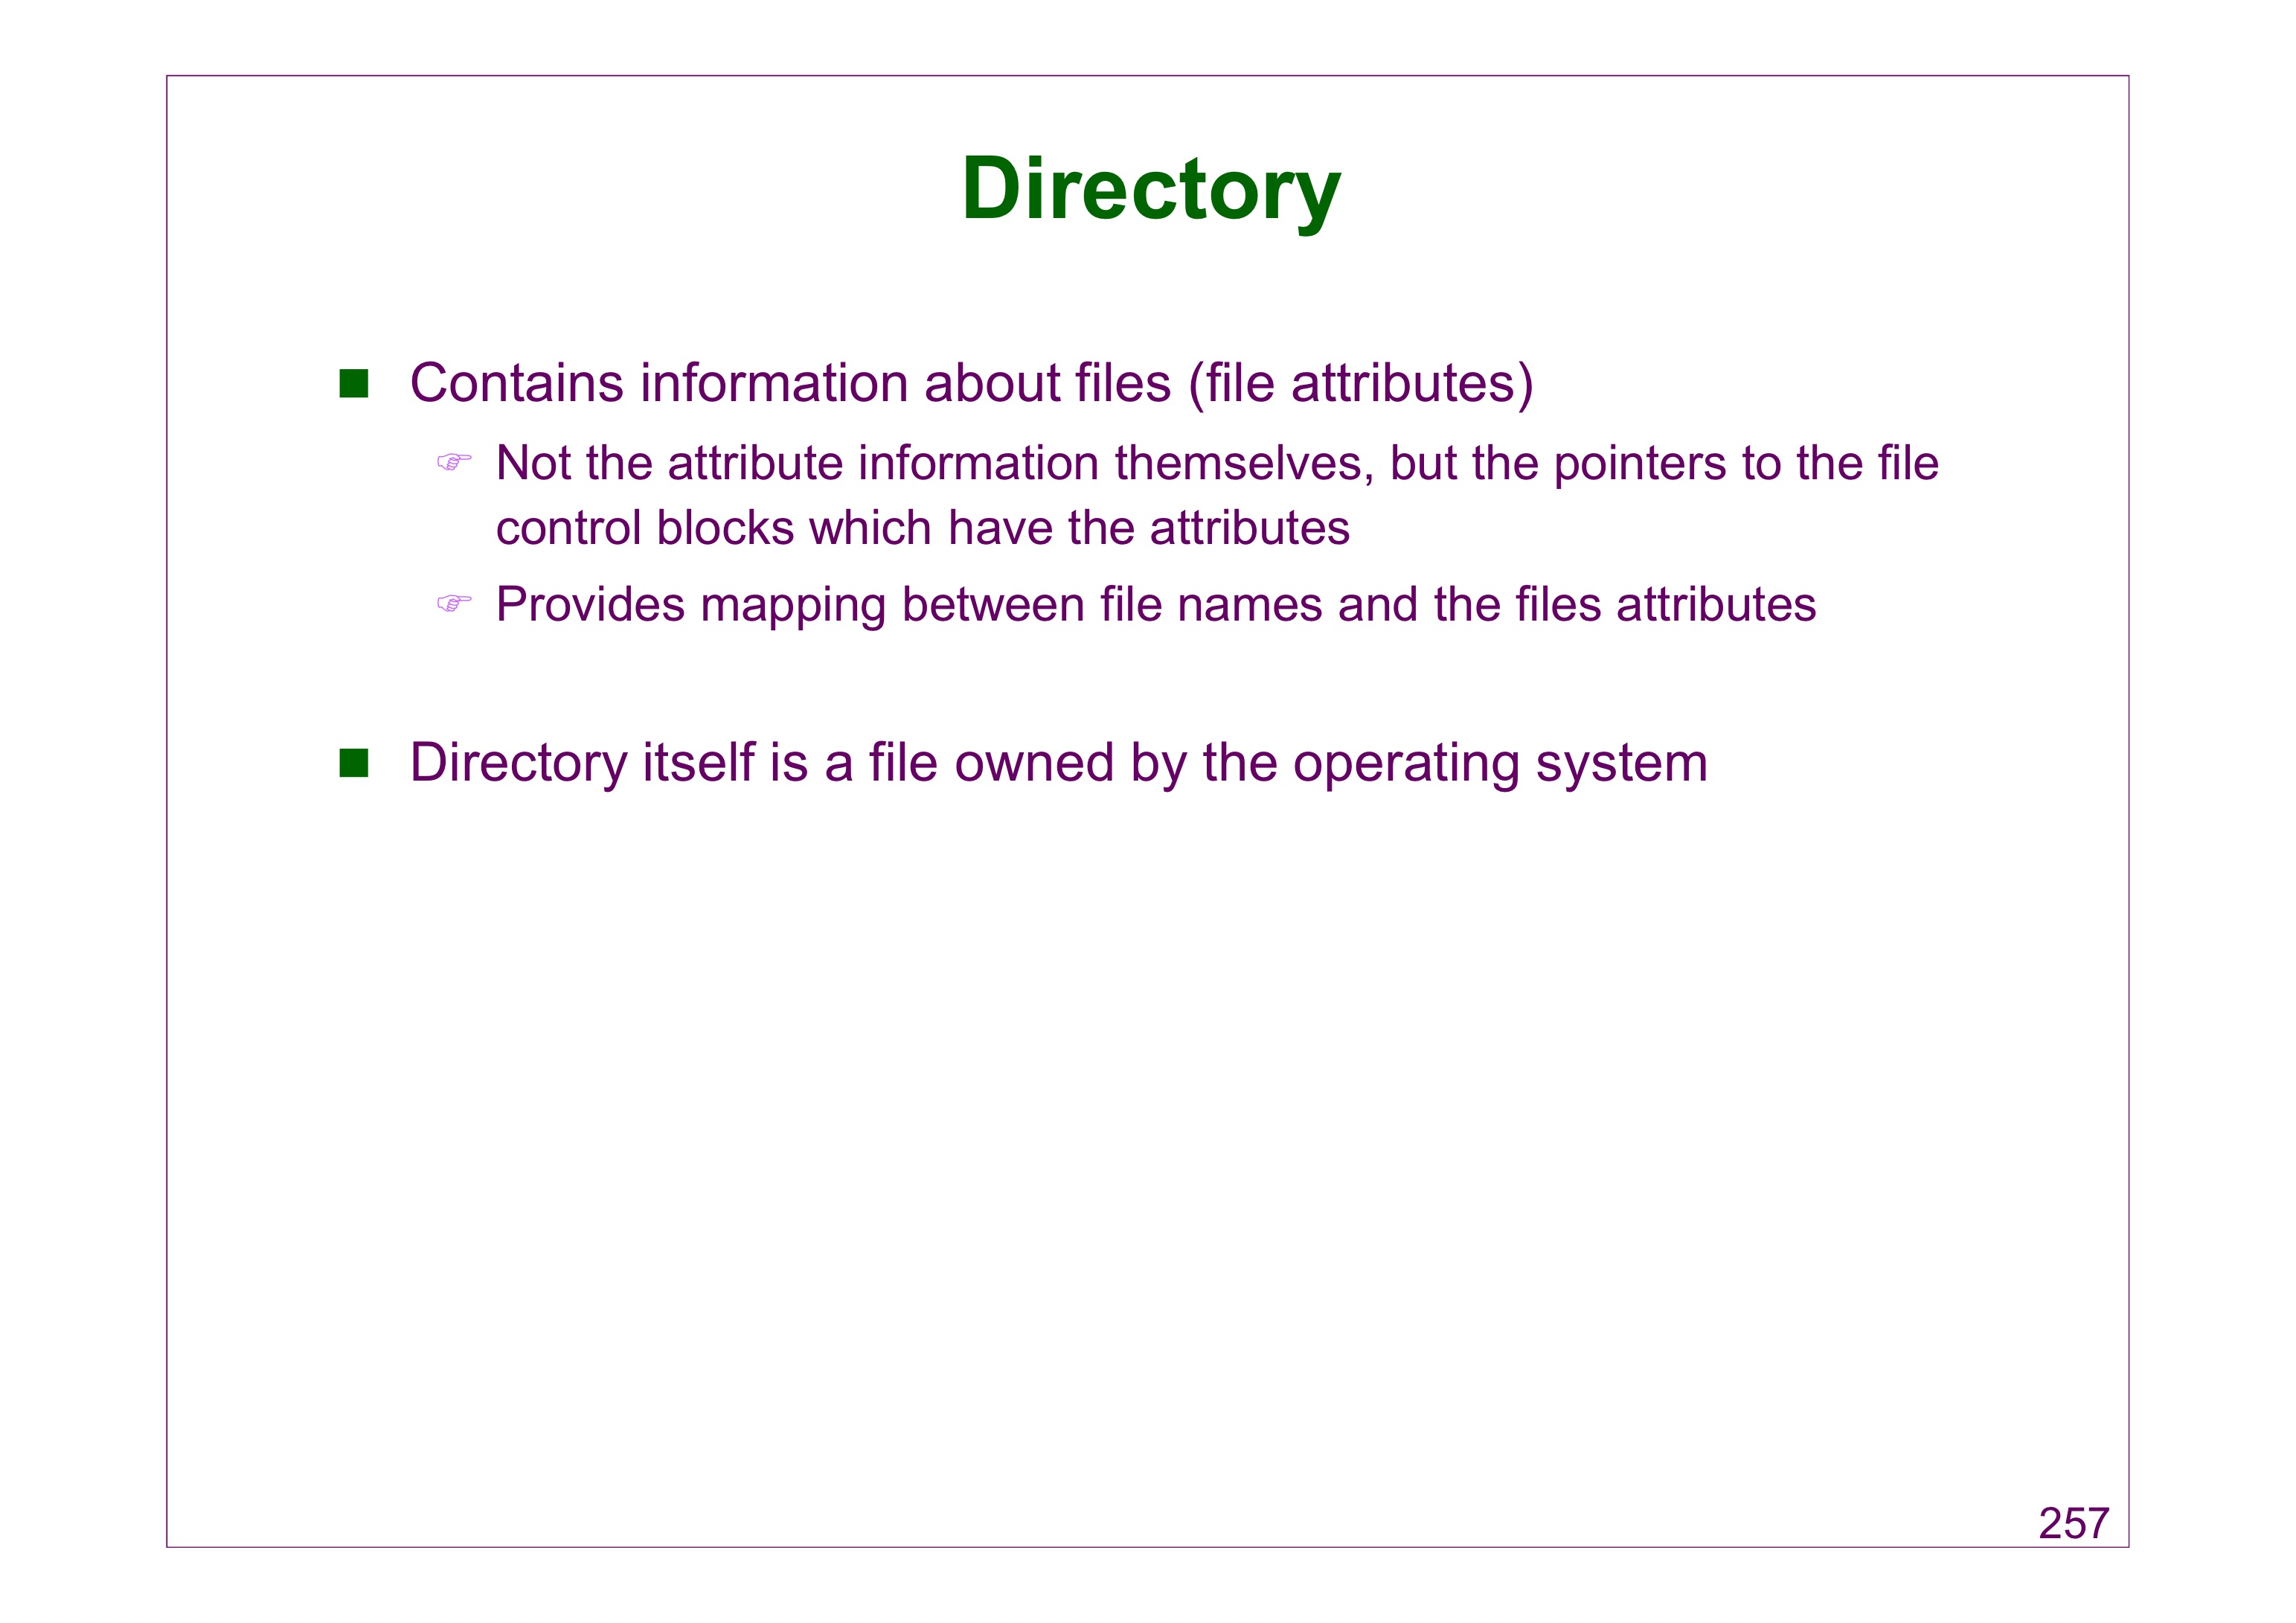 Directory
Contains information about files (file attributes)
Not the attribute information themselves, but the pointers to the file
control blocks which have the attributes
Provides mapping between file names and the files attributes
Directory itself is a file owned by the operating system
257